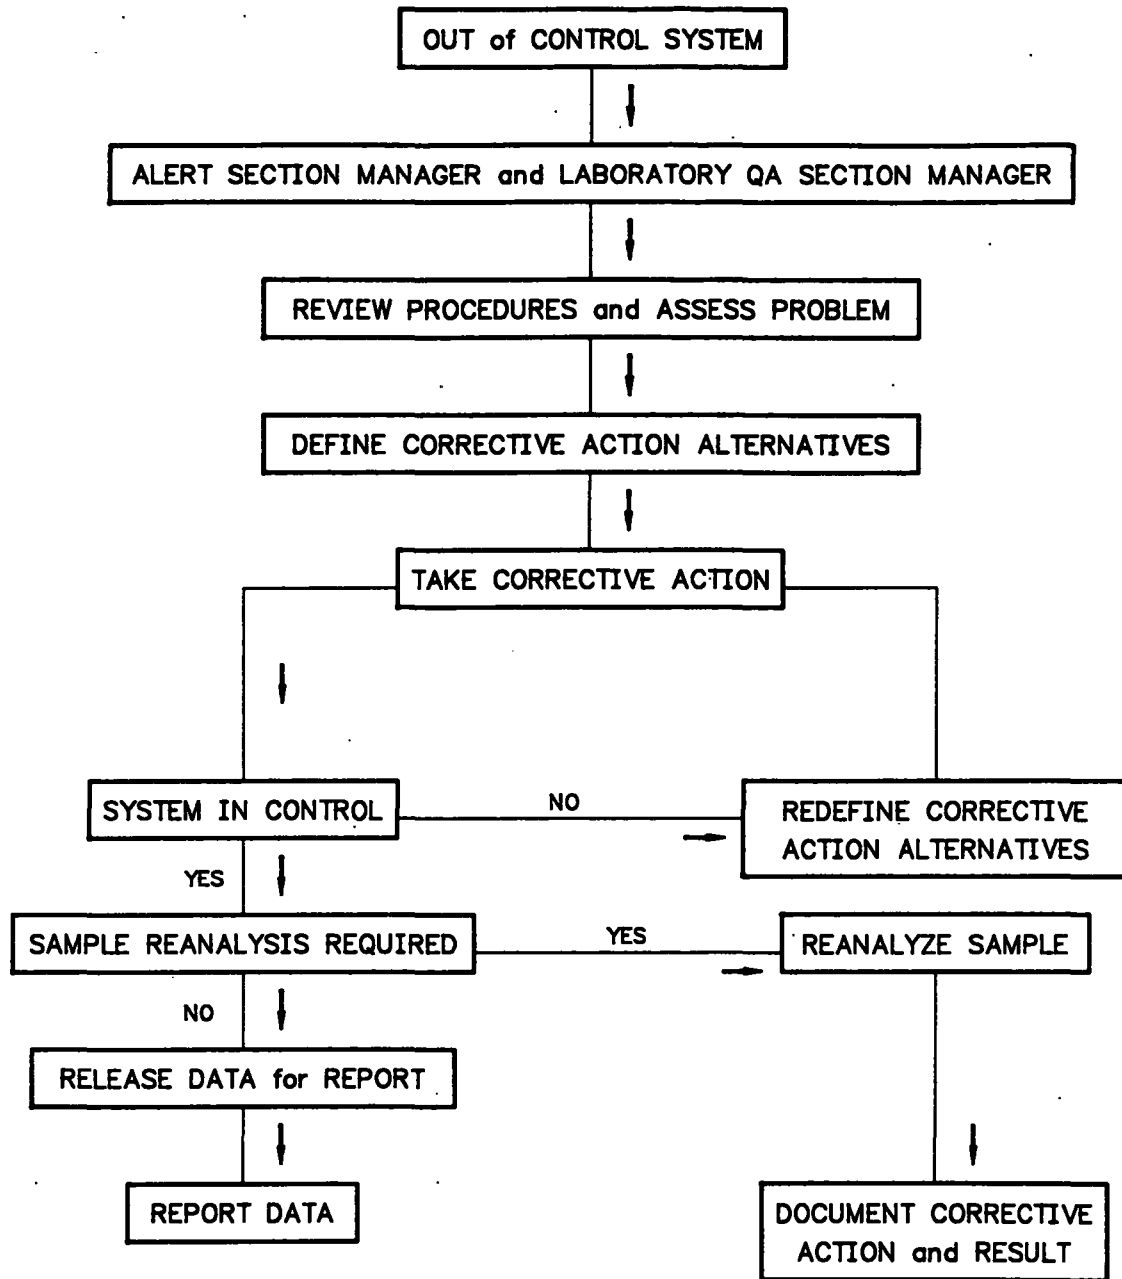 OUT of CONTROL SYSTEM
ALERT SECTION MANAGER and LABORATORY QA SECTION MANAGER
REVIEW PROCEDURES and ASSESS PROBLEM
DEFINE CORRECTIVE ACTION ALTERNATIVES
TAKE CORRECTIVE ACTION
SYSTEM IN CONTROL
NO
REDEFINE CORRECTIVE
ACTION ALTERNATIVES
YES
SAMPLE REANALYSIS REQUIRED
YES
REANALYZE SAMPLE
NO
RELEASE DATA for REPORT
REPORT DATA
DOCUMENT CORRECTIVE
ACTION and RESULT